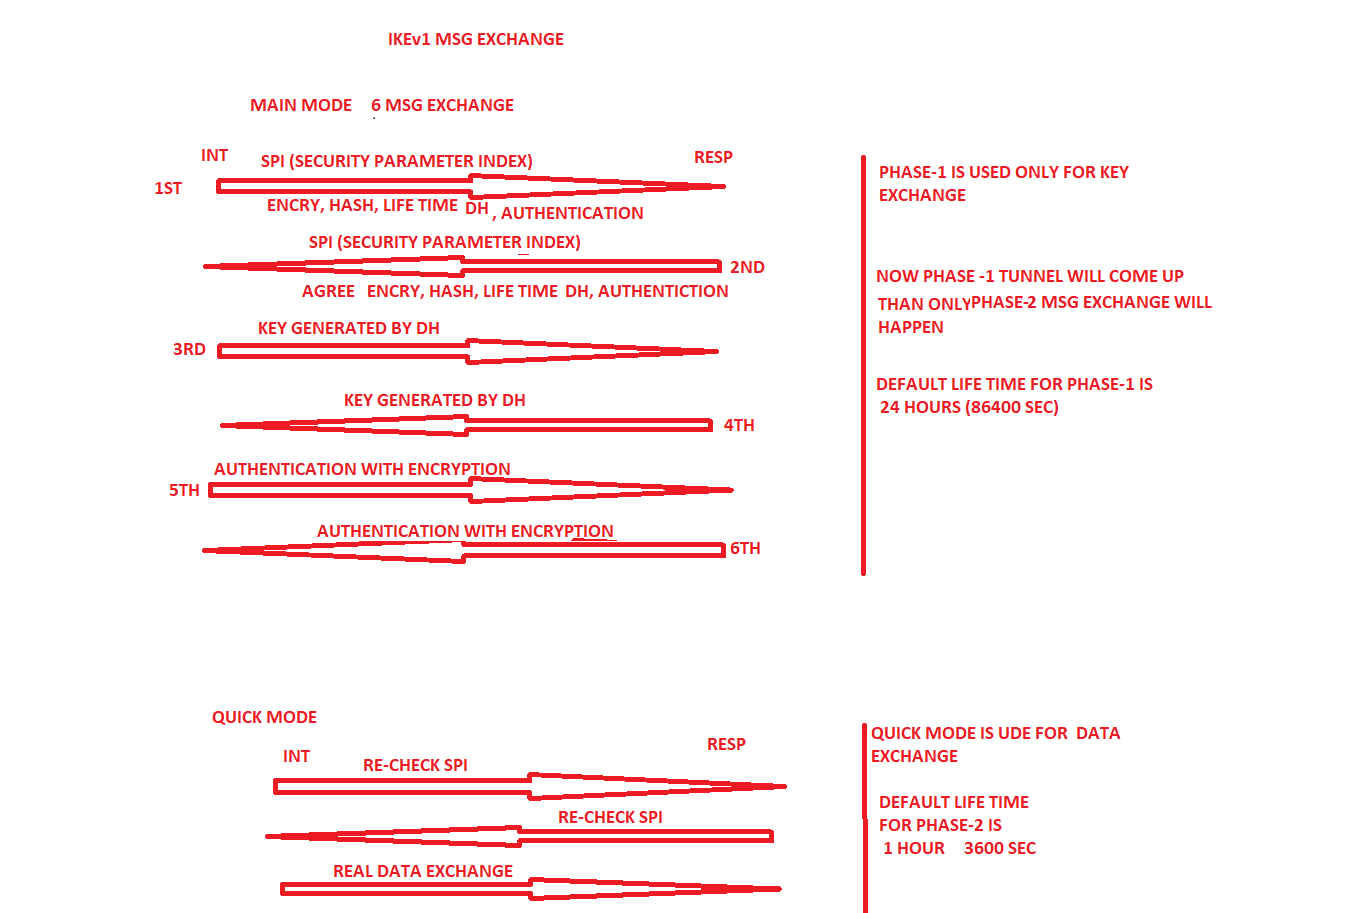 IKEv1 MSG EXCHANGE
MAIN MODE 6 MSG EXCHANGE
INT
RESP
SPI (SECURITY PARAMETER INDEX)
1ST
ENCRY, HASH, LIFE TIME DH , AUTHENTICATION
SPI (SECURITY PARAMETER INDEX)
2ND
AGREE ENCRY, HASH, LIFE TIME DH, AUTHENTICTION
KEY GENERATED BY DH
3RD
KEY GENERATED BY DH
4TH
AUTHENTICATION WITH ENCRYPTION
5TH
AUTHENTICATION WITH ENCRYPTION
6TH
PHASE-1 IS USED ONLY FOR KEY
EXCHANGE
NOW PHASE -1 TUNNEL WILL COME UP
THAN ONLY PHASE-2 MSG EXCHANGE WILL
HAPPEN
DEFAULT LIFE TIME FOR PHASE-1 IS
24 HOURS (86400 SEC)
QUICK MODE
INT
RESP
RE-CHECK SPI
RE-CHECK SPI
REAL DATA EXCHANGE
QUICK MODE IS UDE FOR DATA
EXCHANGE
DEFAULT LIFE TIME
FOR PHASE-2 IS
1 HOUR 3600 SEC